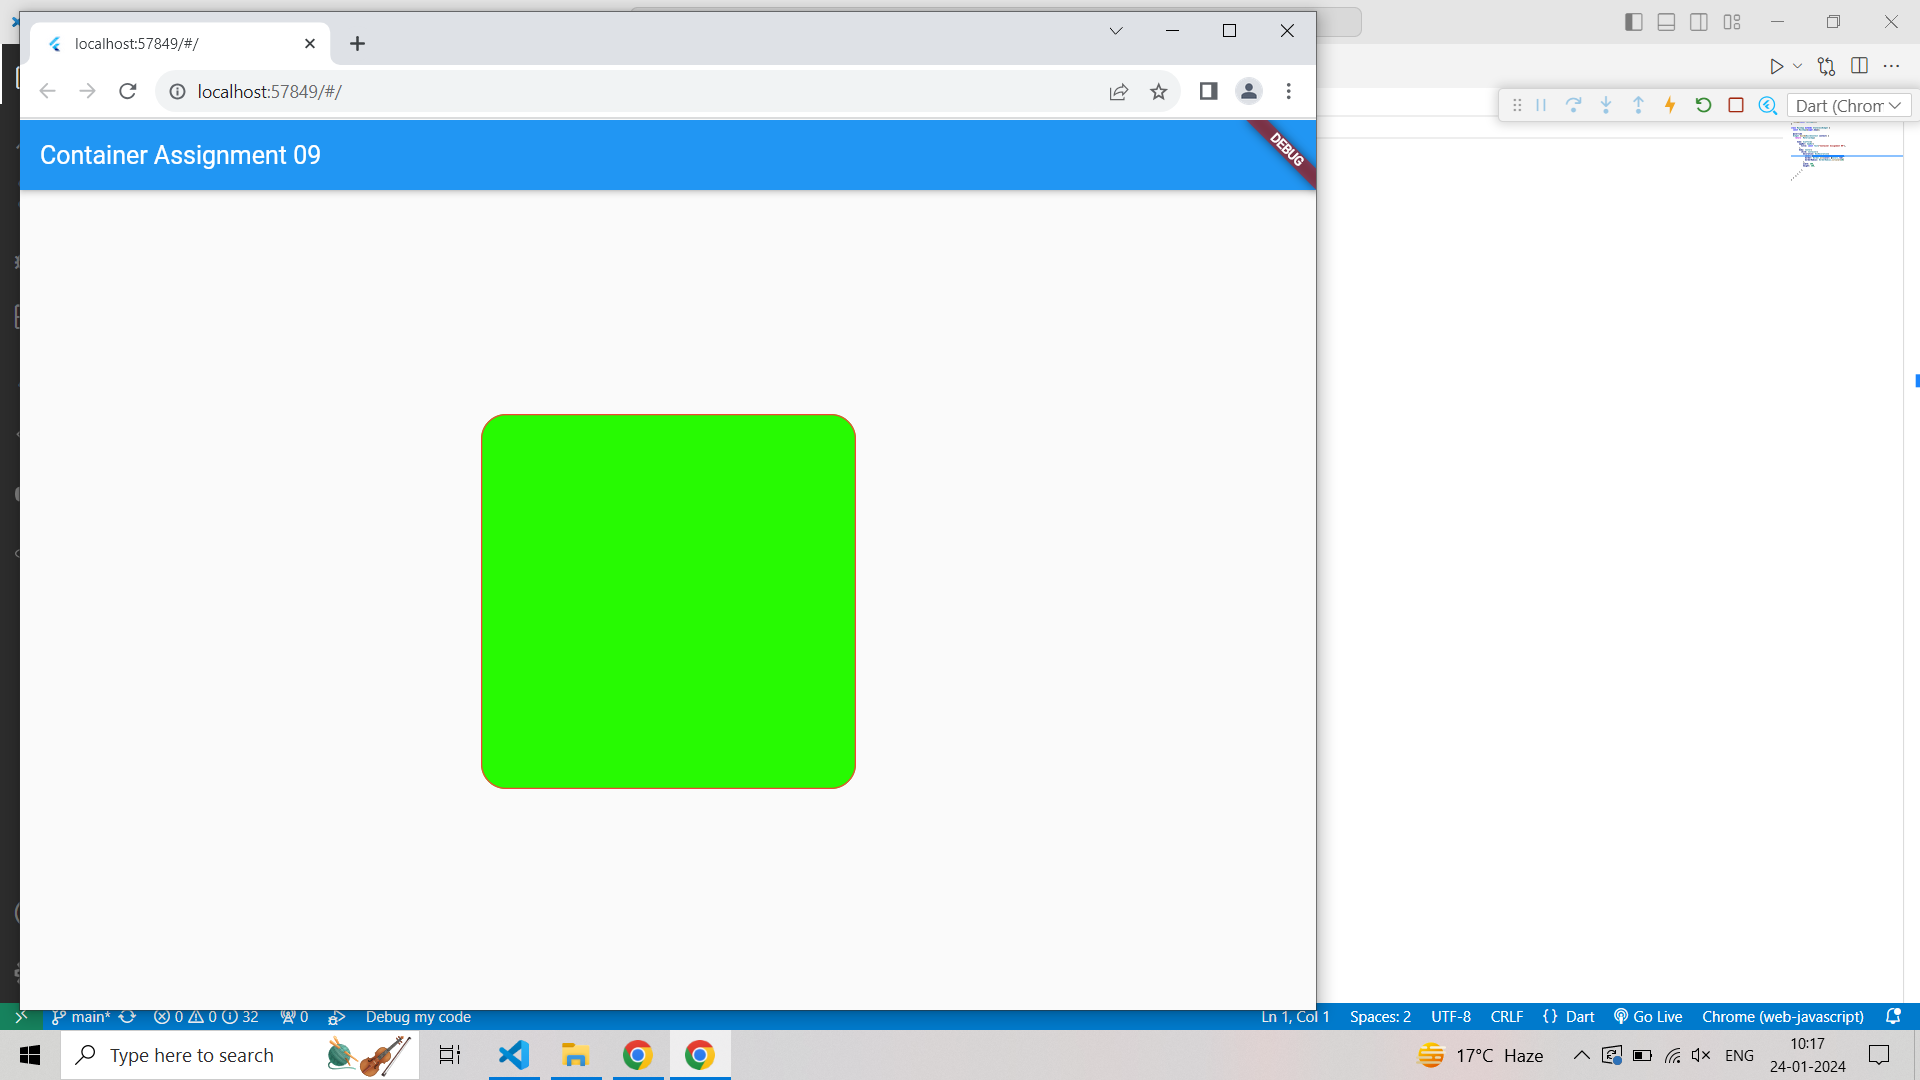 localhost:57849/#/
localhost:57849/#/
Dart (Chrom
Container Assignment 09
DEBUG
main* 0 0 32 0 Debug my code Ln 1, Col 1 Spaces: 2 UTF-8 CRLF {} Dart Go Live Chrome (web-javascript)
Type here to search 17°C Haze ENG 10:17
24-01-2024